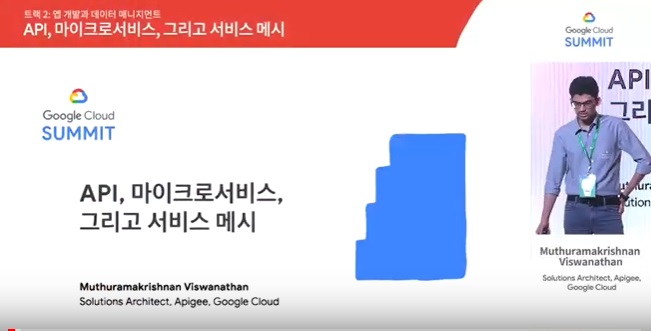 트랙 2: 앱 개발과 데이터 매니지먼트
API, 마이크로서비스, 그리고 서비스 메시
Google Cloud
SUMMIT
Google Cloud
SUMMIT
API, 마이크로서비스,
그리고 서비스 메시
Muthuramakrishnan Viswanathan
Solutions Architect, Apigee, Google Cloud
API
그리
Muthuramakrishnan
Viswanathan
Solutions Architect, Apigee,
Google Cloud